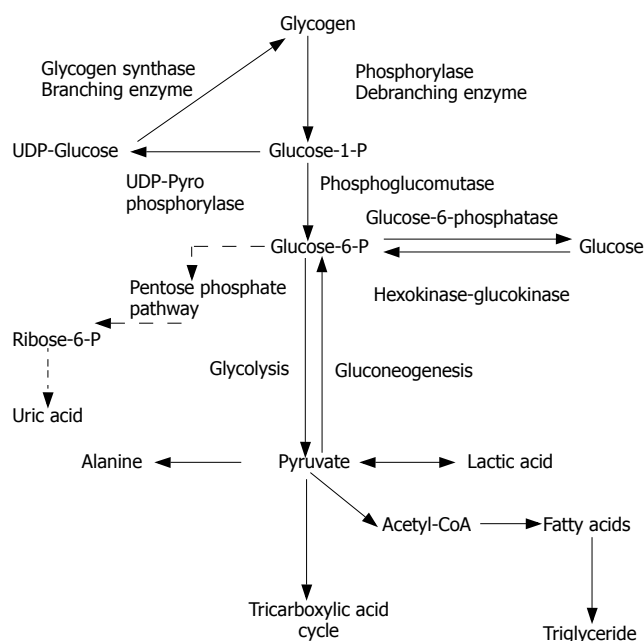 Glycogen
Glycogen synthase
Branching enzyme
Phosphorylase
Debranching enzyme
UDP-Glucose
Glucose-1-P
UDP-Pyro
phosphorylase
Phosphoglucomutase
Glucose-6-phosphatase
Glucose-6-P
Glucose
Hexokinase-glucokinase
Pentose phosphate
pathway
Ribose-6-P
Glycolysis
Gluconeogenesis
Uric acid
Alanine
Pyruvate
Lactic acid
Acetyl-CoA
Fatty acids
Tricarboxylic acid
cycle
Triglyceride